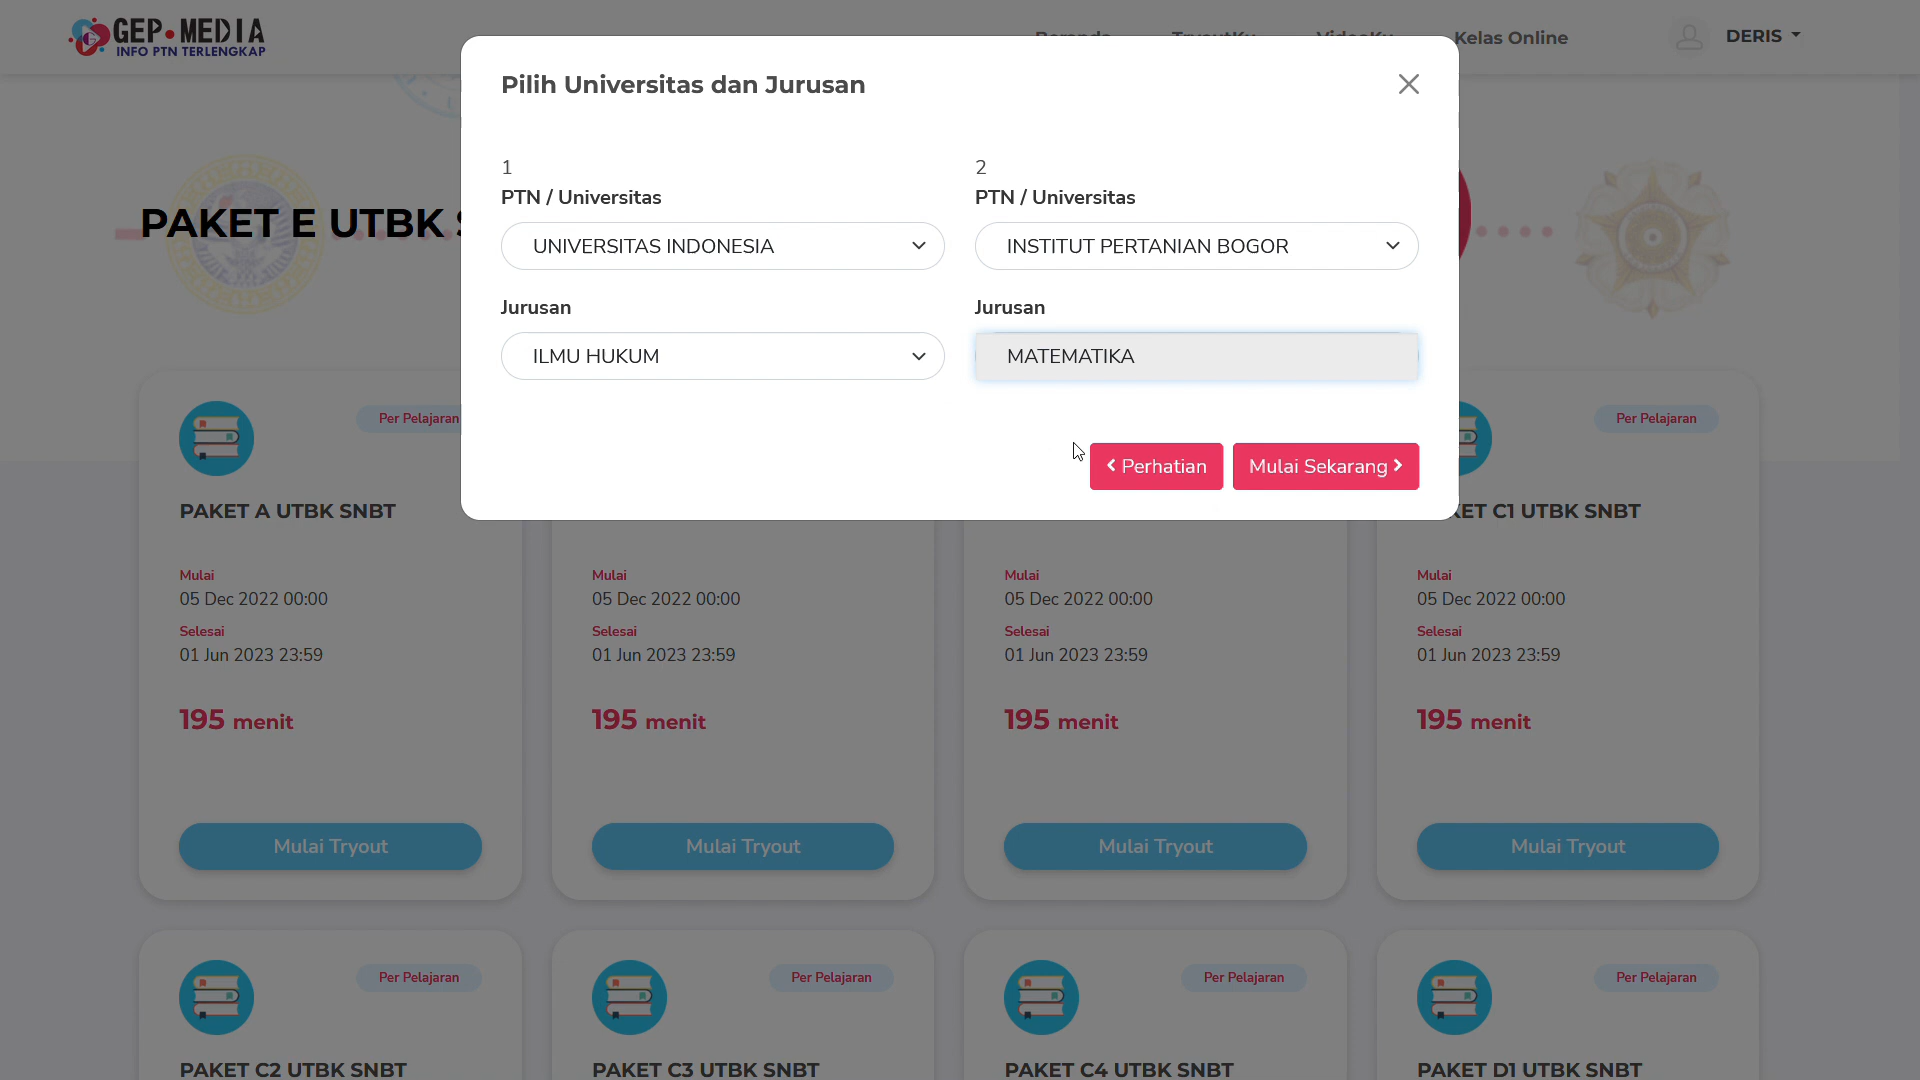 GEP•MEDIA
INFO PTN TERLENGKAP
Beranda
TryoutKu
VideoKu
Kelas Online
DERIS
Pilih Universitas dan Jurusan
1
PTN / Universitas
UNIVERSITAS INDONESIA
Jurusan
ILMU HUKUM
2
PTN / Universitas
INSTITUT PERTANIAN BOGOR
Jurusan
MATEMATIKA
Perhatian
Mulai Sekarang
PAKET E UTBK
Per Pelajaran
PAKET A UTBK SNBT
Mulai
05 Dec 2022 00:00
Selesai
01 Jun 2023 23:59
195 menit
Mulai Tryout
Mulai
05 Dec 2022 00:00
Selesai
01 Jun 2023 23:59
195 menit
Mulai Tryout
Mulai
05 Dec 2022 00:00
Selesai
01 Jun 2023 23:59
195 menit
Mulai Tryout
Per Pelajaran
KET C1 UTBK SNBT
Mulai
05 Dec 2022 00:00
Selesai
01 Jun 2023 23:59
195 menit
Mulai Tryout
Per Pelajaran
PAKET C2 UTBK SNBT
Per Pelajaran
PAKET C3 UTBK SNBT
Per Pelajaran
PAKET C4 UTBK SNBT
Per Pelajaran
PAKET D1 UTBK SNBT